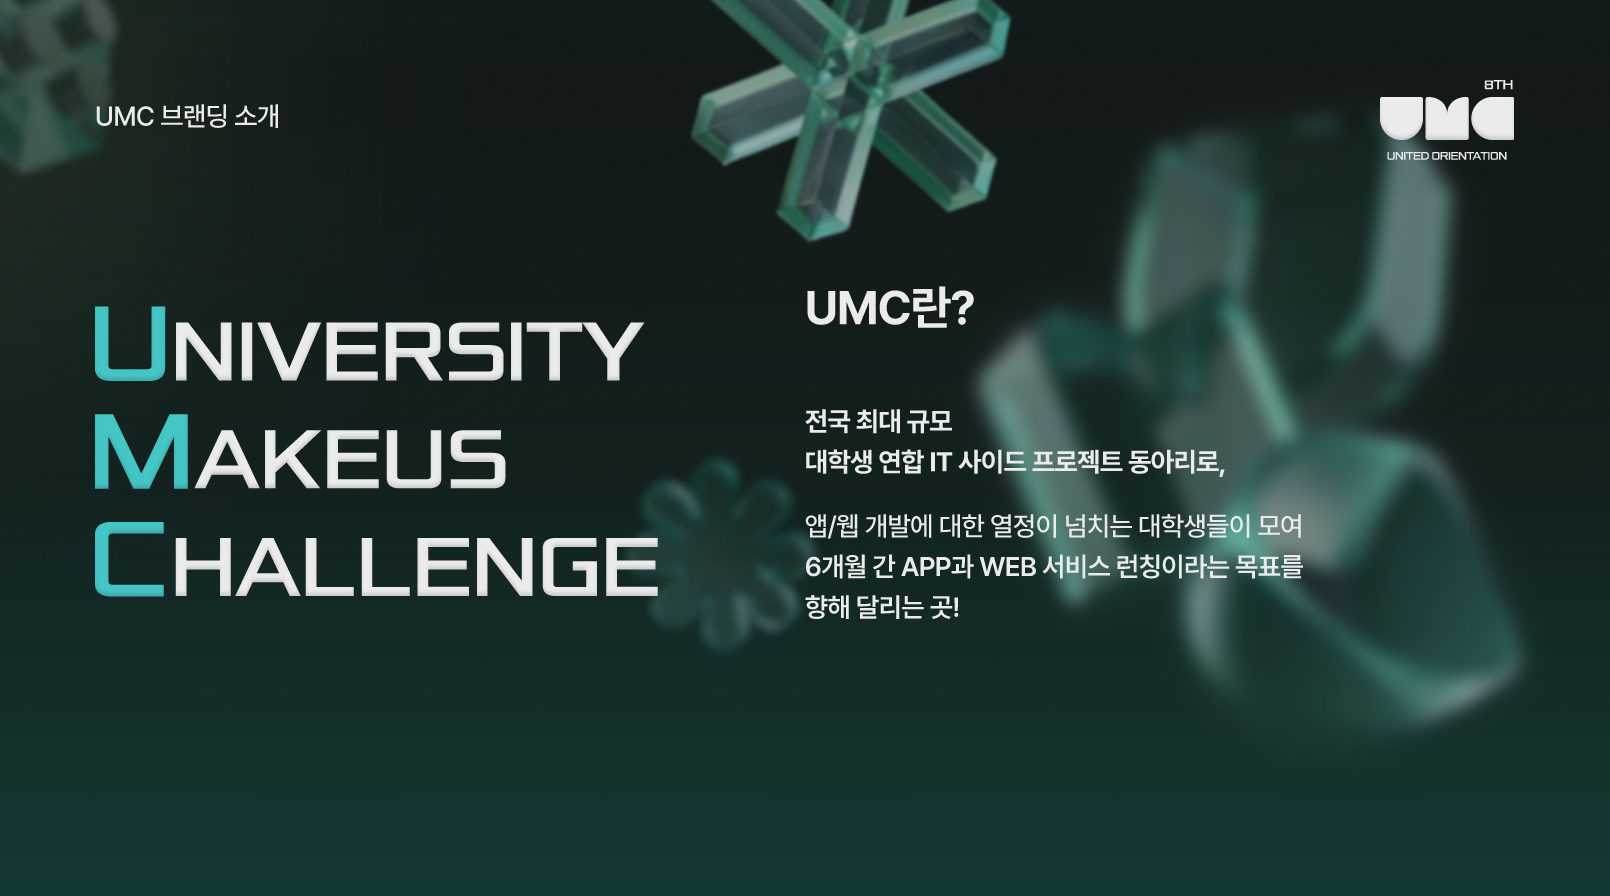 UMC 브랜딩 소개
8TH
UMC
UNITED ORIENTATION
UNIVERSITY
MAKEUS
CHALLENGE
UMC란?
전국 최대 규모
대학생 연합 IT 사이드 프로젝트 동아리로,
앱/웹 개발에 대한 열정이 넘치는 대학생들이 모여
6개월 간 APP과 WEB 서비스 런칭이라는 목표를
향해 달리는 곳!